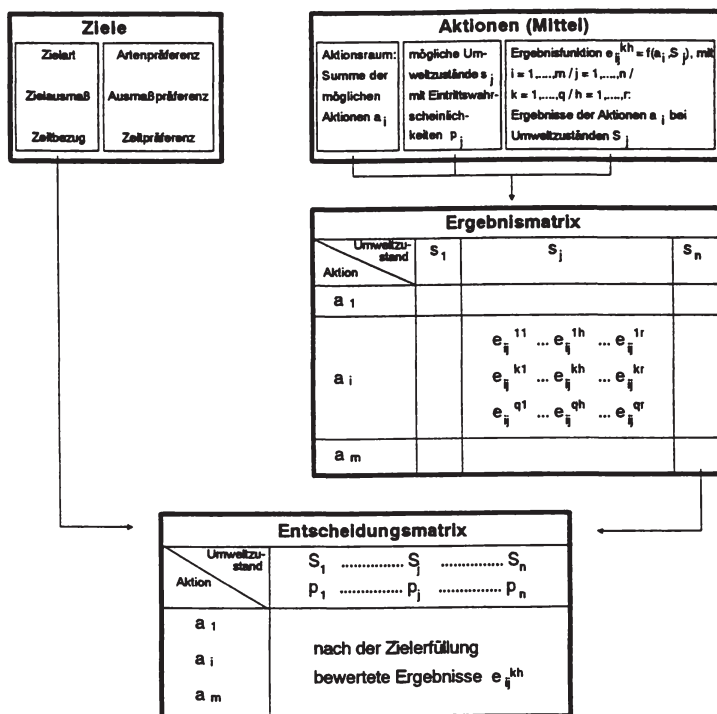 Ziele
Zielart Artenpräferenz
Zielausmaß Ausmaßpräferenz
Zeitbezug Zeitpräferenz
Aktionen (Mittel)
Aktionsraum:
Summe der
möglichen
Aktionen a i
mögliche Um-
weltzustände s j
mit Eintrittswahr-
scheinlich-
keiten p j
Ergebnisfunktion e ij kh = f(a i ,S j ), mit
i = 1,....,m / j = 1,....,n /
k = 1,....,q / h = 1,....,r:
Ergebnisse der Aktionen a i bei
Umweltzuständen S j
Ergebnismatrix
Umweltzu-
stand
Aktion
S 1 S j S n
a 1
a i
e ij 11 ... e ij 1h ... e ij 1r
e ij k1 ... e ij kh ... e ij kr
e ij q1 ... e ij qh ... e ij qr
a m
Entscheidungsmatrix
Umweltzu-
stand
Aktion
S 1 .............. S j .............. S n
p 1 .............. p j .............. p n
a 1
a i
a m
nach der Zielerfüllung
bewertete Ergebnisse e ij kh